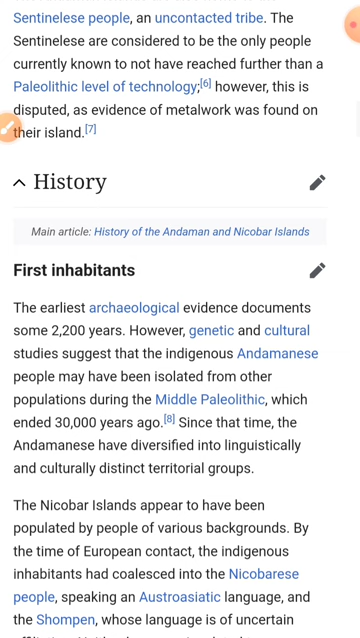 Sentinelese people, an uncontacted tribe. The
Sentinelese are considered to be the only people
currently known to not have reached further than a
Paleolithic level of technology;[6] however, this is
disputed, as evidence of metalwork was found on
their island.[7]
History
Main article: History of the Andaman and Nicobar Islands
First inhabitants
The earliest archaeological evidence documents
some 2,200 years. However, genetic and cultural
studies suggest that the indigenous Andamanese
people may have been isolated from other
populations during the Middle Paleolithic, which
ended 30,000 years ago.[8] Since that time, the
Andamanese have diversified into linguistically
and culturally distinct territorial groups.
The Nicobar Islands appear to have been
populated by people of various backgrounds. By
the time of European contact, the indigenous
inhabitants had coalesced into the Nicobarese
people, speaking an Austroasiatic language, and
the Shompen, whose language is of uncertain